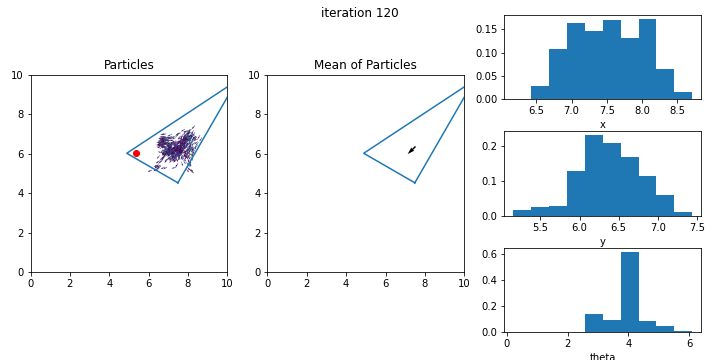 iteration 120
Particles
10
8
6
4
2
0
0 2 4 6 8 10
Mean of Particles
10
8
6
4
2
0
0 2 4 6 8 10
0.15
0.10
0.05
0.00
6.5 7.0 7.5 8.0 8.5
x
0.2
0.1
0.0
5.5 6.0 6.5 7.0 7.5
y
0.6
0.4
0.2
0.0
0 2 4 6
theta